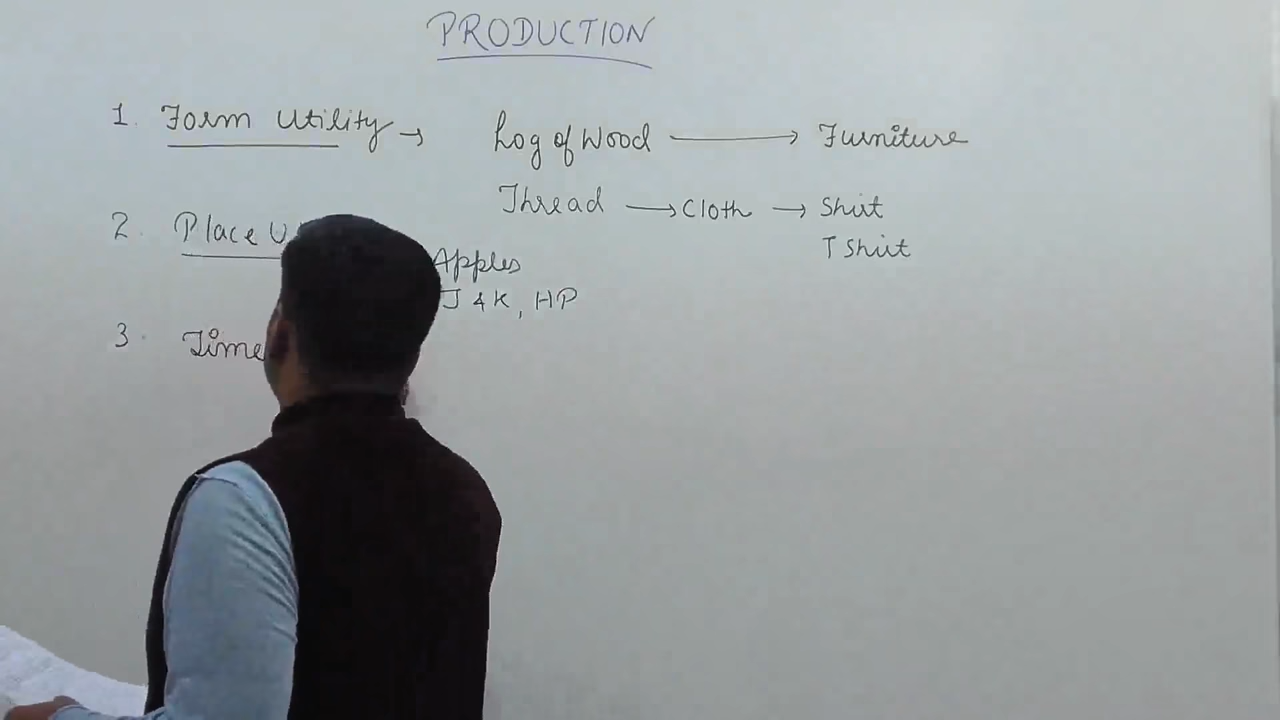 PRODUCTION
1. Form Utility → Log of Wood → Furniture
Thread → Cloth → Shirt
T Shirt
2. Place U
Apples
J & K, HP
3. Time